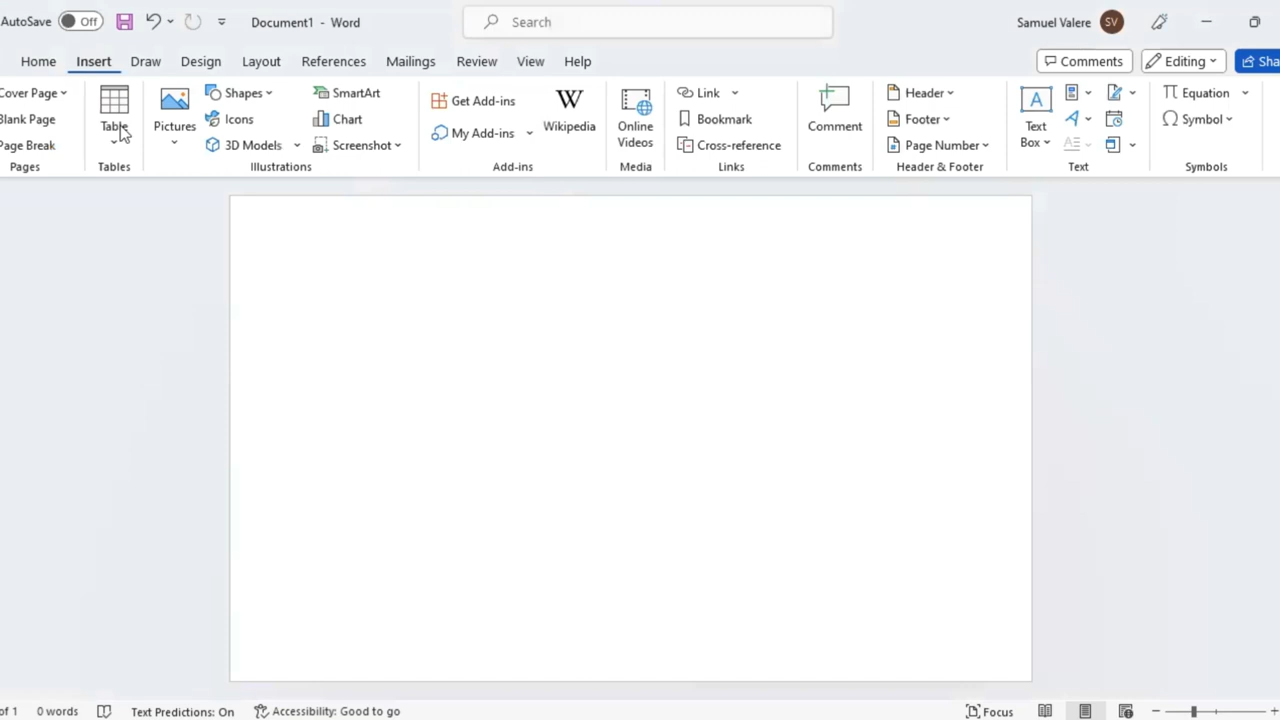 AutoSave Off Document1 - Word Search Samuel Valere SV
Home Insert Draw Design Layout References Mailings Review View Help Comments Editing Sha
Cover Page
Blank Page
Page Break
Pages
Table
Tables
Pictures
Shapes
Icons
3D Models
SmartArt
Chart
Screenshot
Illustrations
Get Add-ins
My Add-ins
W
Wikipedia
Add-ins
Online
Videos
Media
Link
Bookmark
Cross-reference
Links
Comment
Comments
Header
Footer
Page Number
Header & Footer
A
Text
Box
Text
Equation
Symbol
Symbols
of 1 0 words Text Predictions: On Accessibility: Good to go Focus